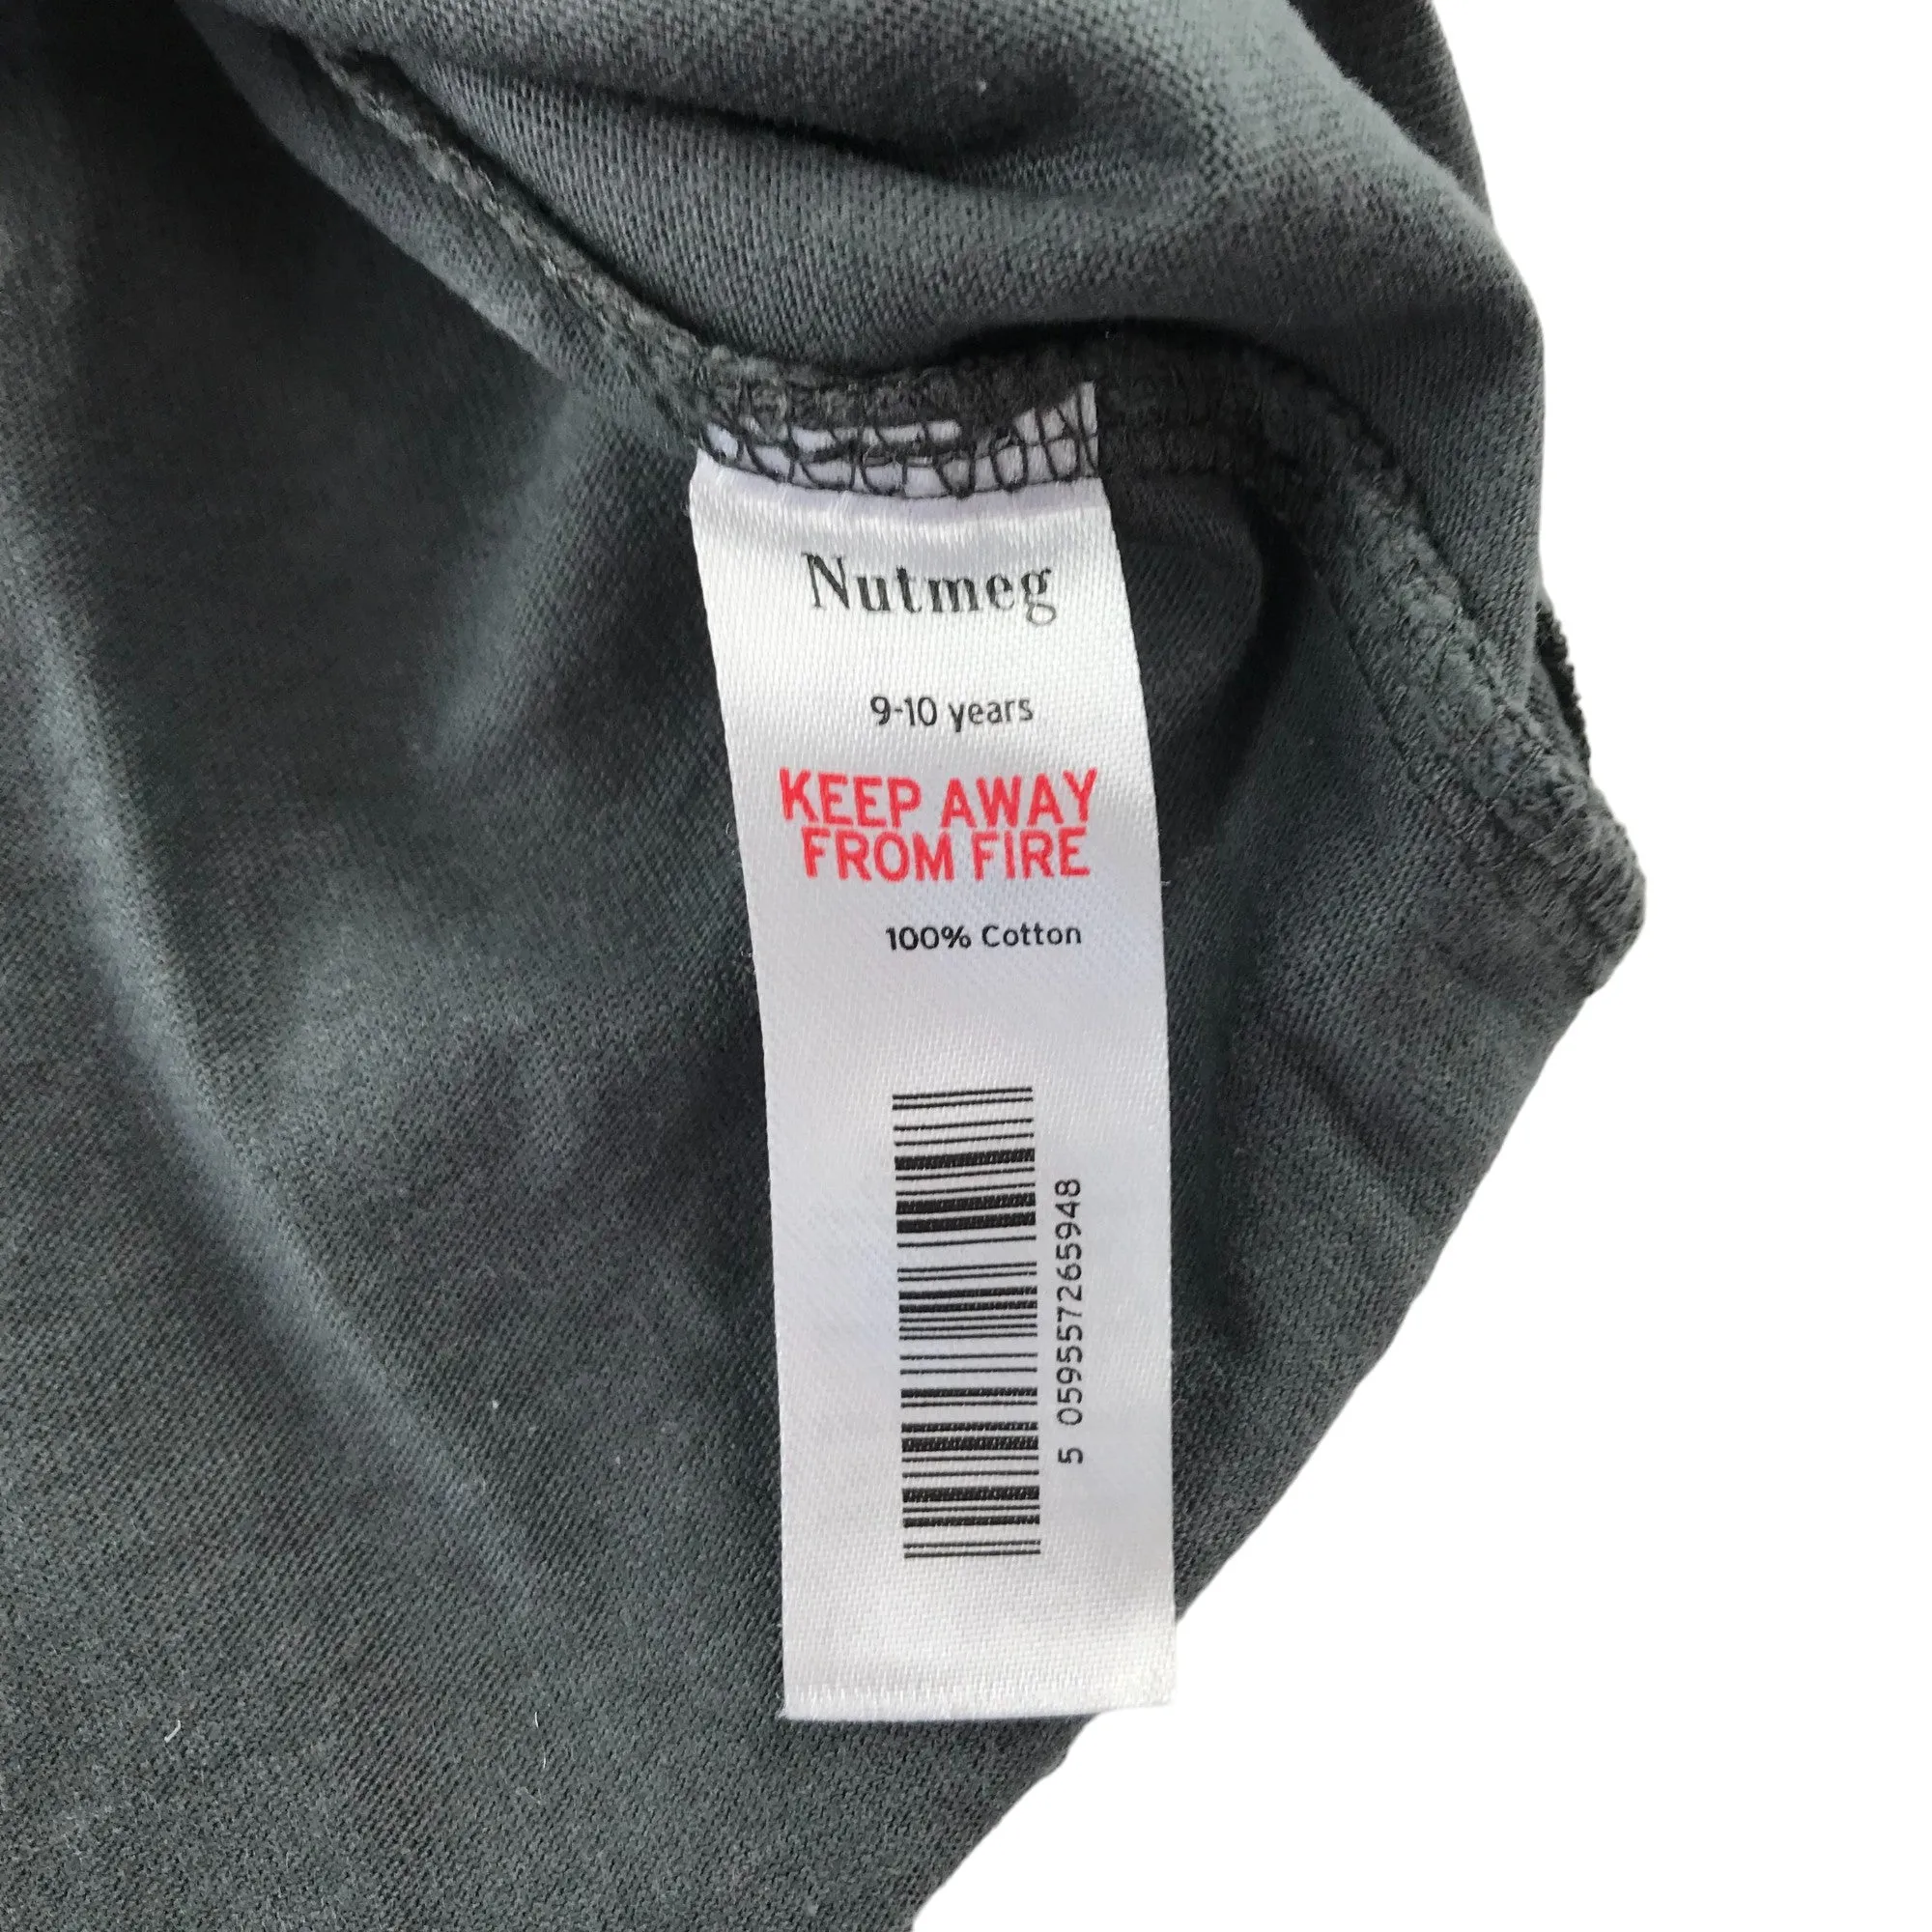 Nutmeg
9-10 years
KEEP AWAY
FROM FIRE
100% Cotton
5 059557265948